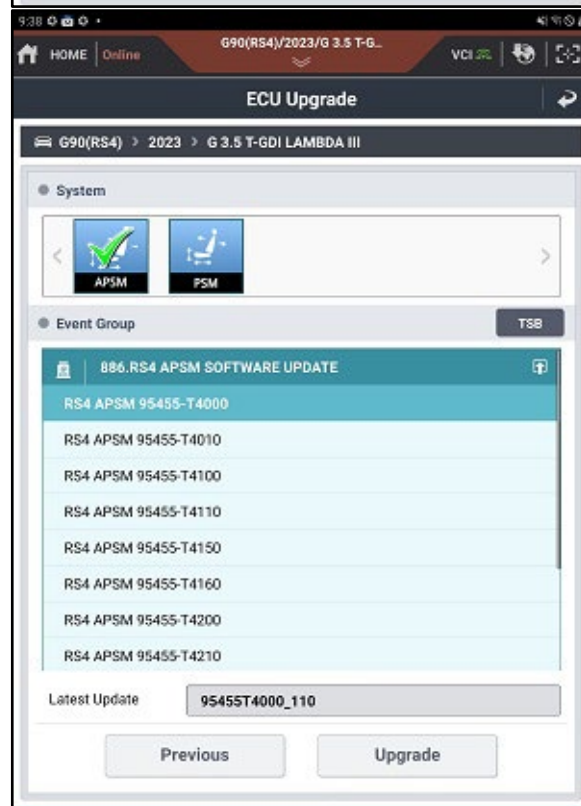 9:38
HOME Online G90(RS4)/2023/G 3.5 T-G... VCI
ECU Upgrade
G90(RS4) > 2023 > G 3.5 T-GDI LAMBDA III
System
APSM PSM
Event Group TSB
886.RS4 APSM SOFTWARE UPDATE
RS4 APSM 95455-T4000
RS4 APSM 95455-T4010
RS4 APSM 95455-T4100
RS4 APSM 95455-T4110
RS4 APSM 95455-T4150
RS4 APSM 95455-T4160
RS4 APSM 95455-T4200
RS4 APSM 95455-T4210
Latest Update 95455T4000_110
Previous Upgrade